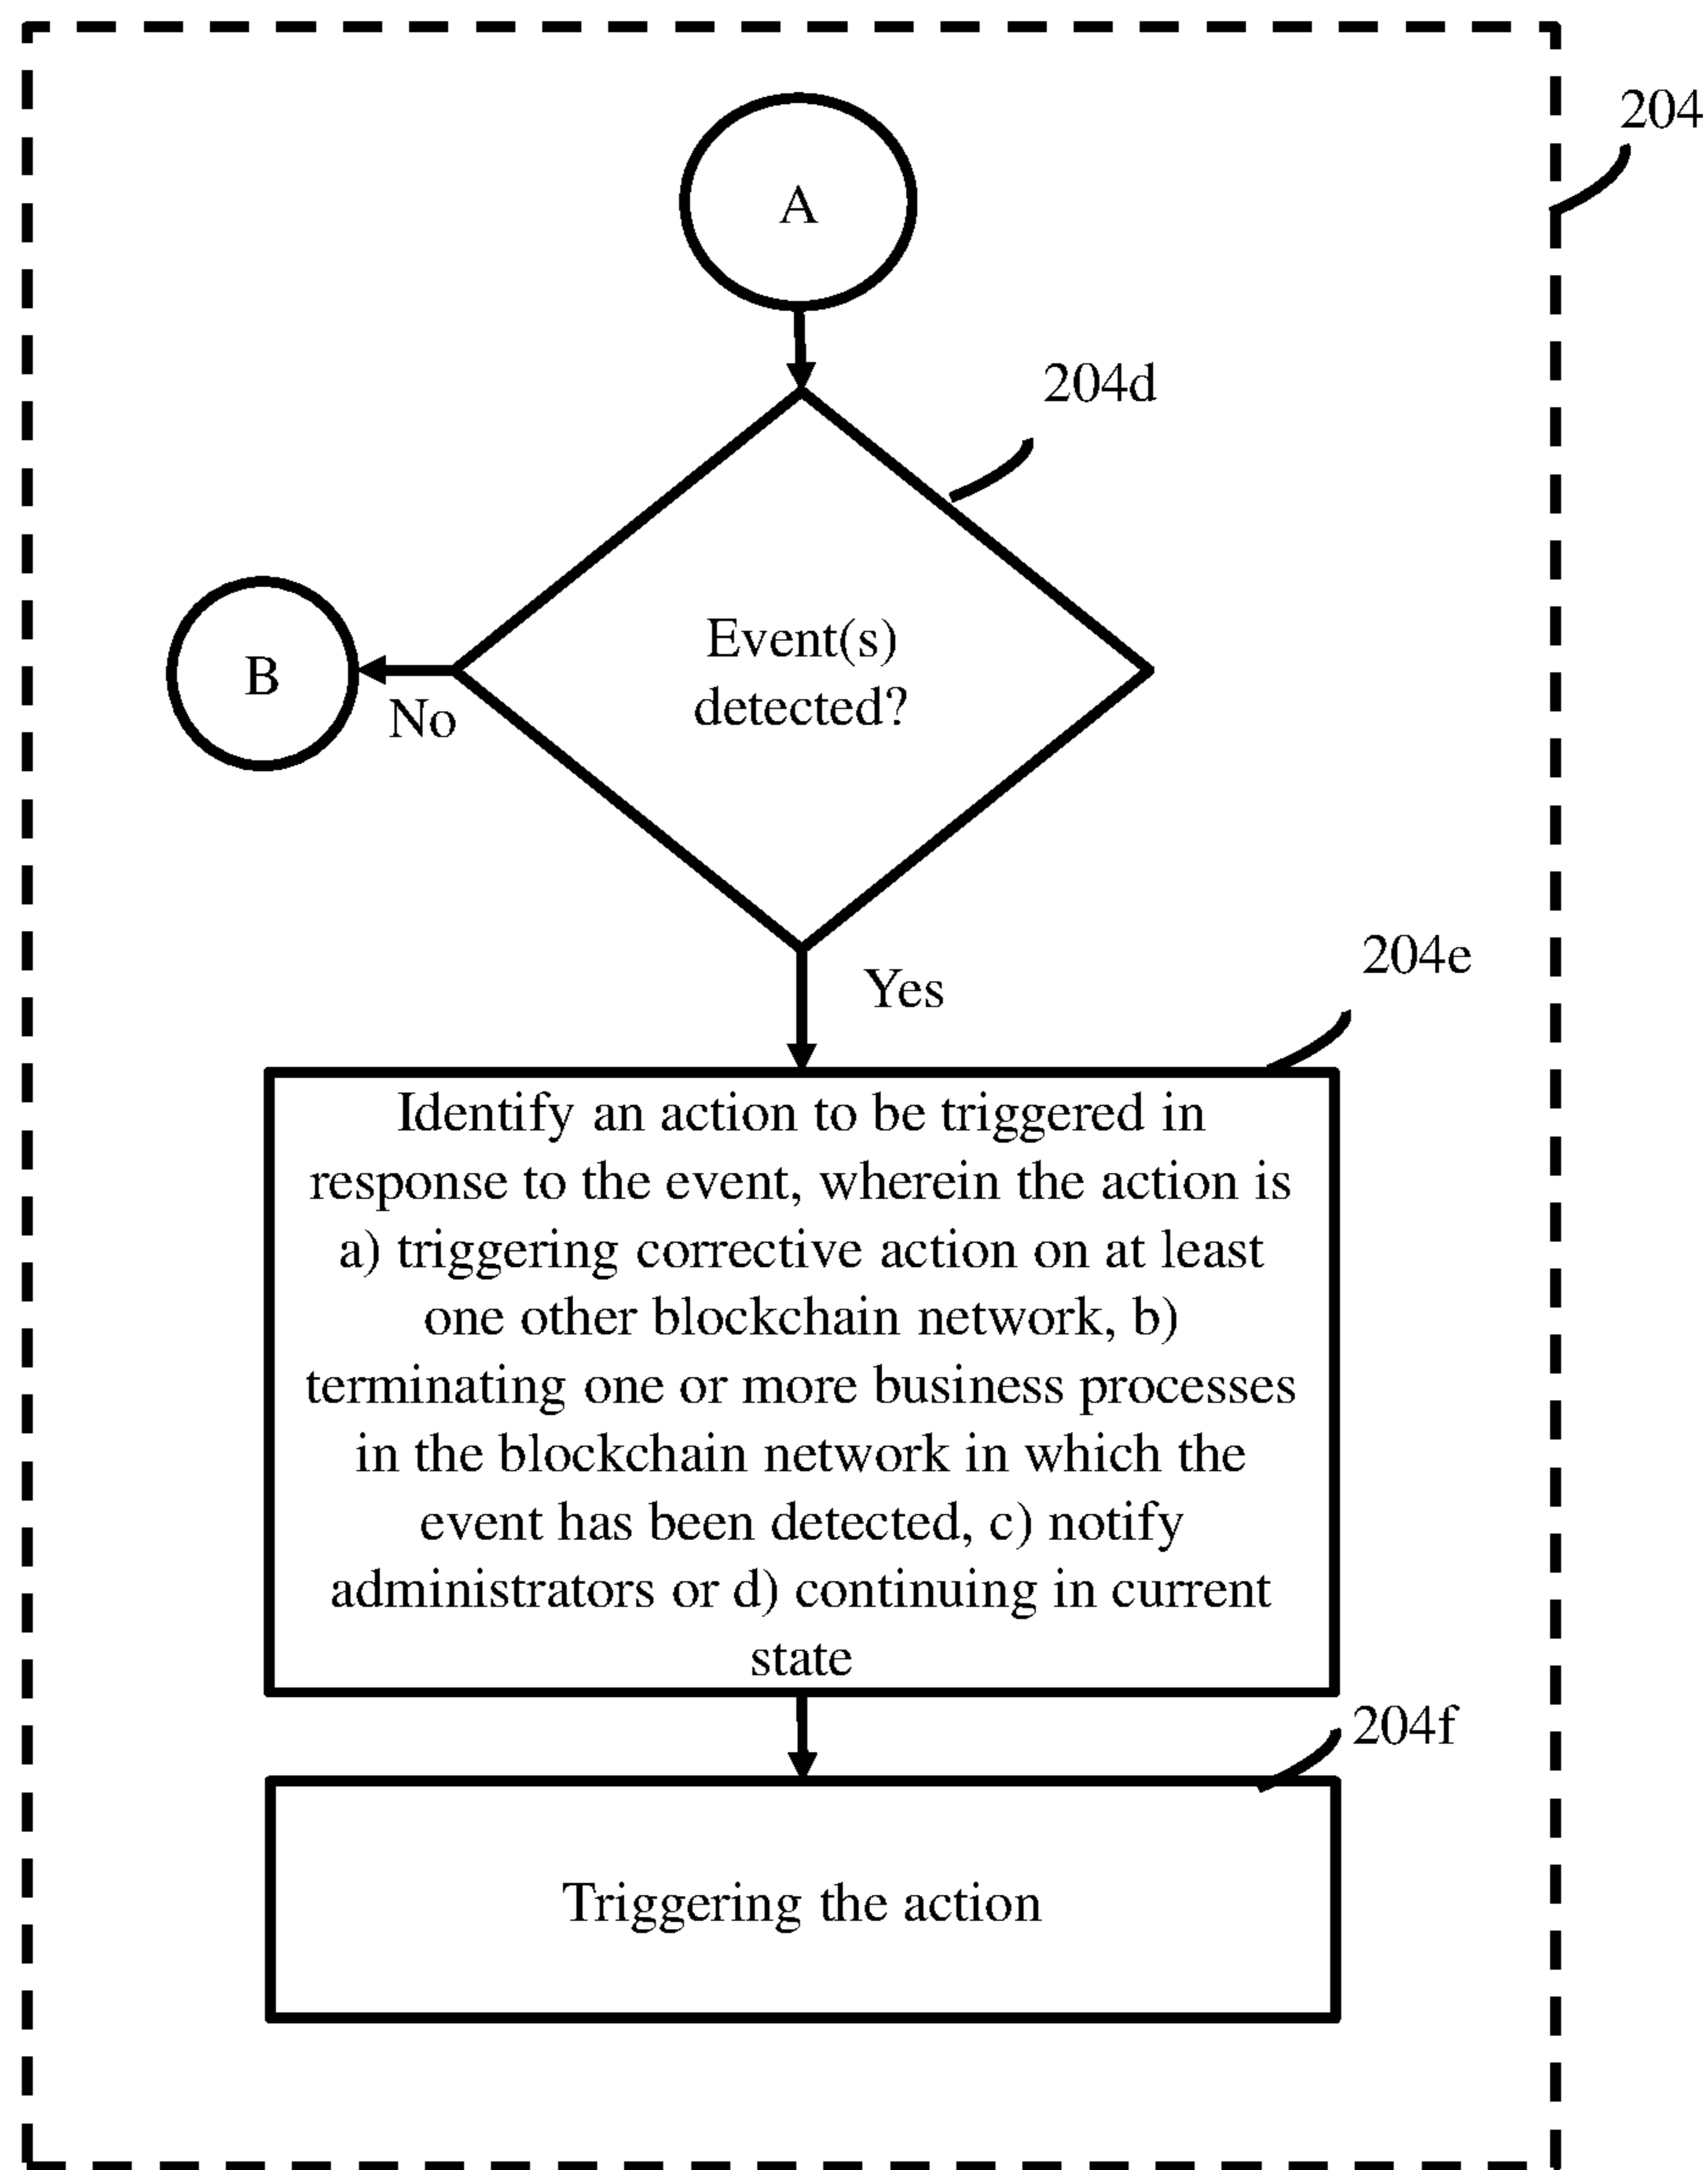 204
A
204d
Event(s)
detected?
B
No
Yes
204e
Identify an action to be triggered in
response to the event, wherein the action is
a) triggering corrective action on at least
one other blockchain network, b)
terminating one or more business processes
in the blockchain network in which the
event has been detected, c) notify
administrators or d) continuing in current
state
204f
Triggering the action